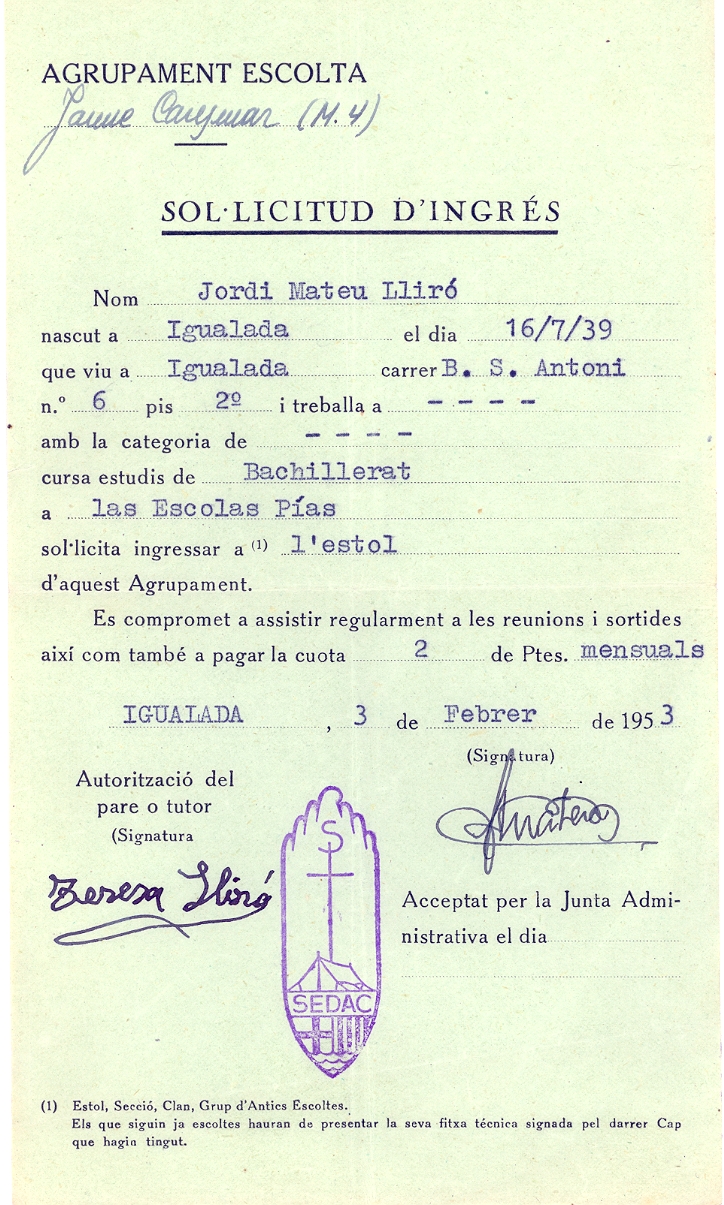 AGRUPAMENT ESCOLTA
Jaume Caresmar (M. 4)
SOL·LICITUD D'INGRÉS
Nom Jordi Mateu Lliró
nascut a Igualada el dia 16/7/39
que viu a Igualada carrer B. S. Antoni
n.º 6 pis 2º i treballa a - - - -
amb la categoria de - - - -
cursa estudis de Bachillerat
a las Escolas Pías
sol·licita ingressar a (1) l'estol
d'aquest Agrupament.
Es compromet a assistir regularment a les reunions i sortides
així com també a pagar la cuota 2 de Ptes. mensuals
IGUALADA, 3 de Febrer de 1953
(Signatura)
Autorització del
pare o tutor
(Signatura
Teresa Lliró
Acceptat per la Junta Admi-
nistrativa el dia
S
SEDAC
(1) Estol, Secció, Clan, Grup d'Antics Escoltes.
Els que siguin ja escoltes hauran de presentar la seva fitxa técnica signada pel darrer Cap
que hagin tingut.